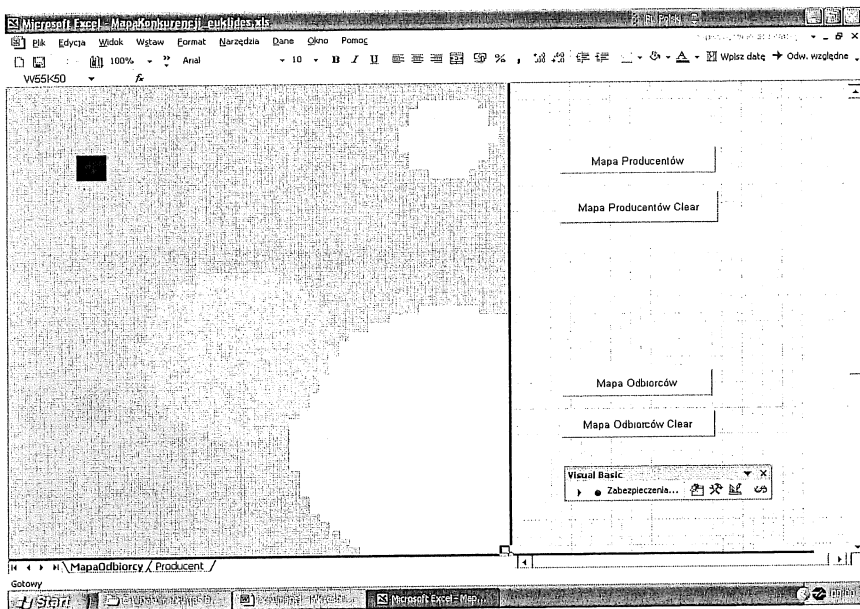 Microsoft Excel - MapaKonkurencji_euklides.xls
Plik Edycja Widok Wstaw Format Narzędzia Dane Okno Pomoc
100% Arial 10 B I U % , Wpisz datę Odw. względne
W55K50 fx
Mapa Producentów
Mapa Producentów Clear
Mapa Odbiorców
Mapa Odbiorców Clear
Visual Basic
Zabezpieczenia...
MapaOdbiorcy Producent
Gotowy
Start Microsoft Excel - Map...